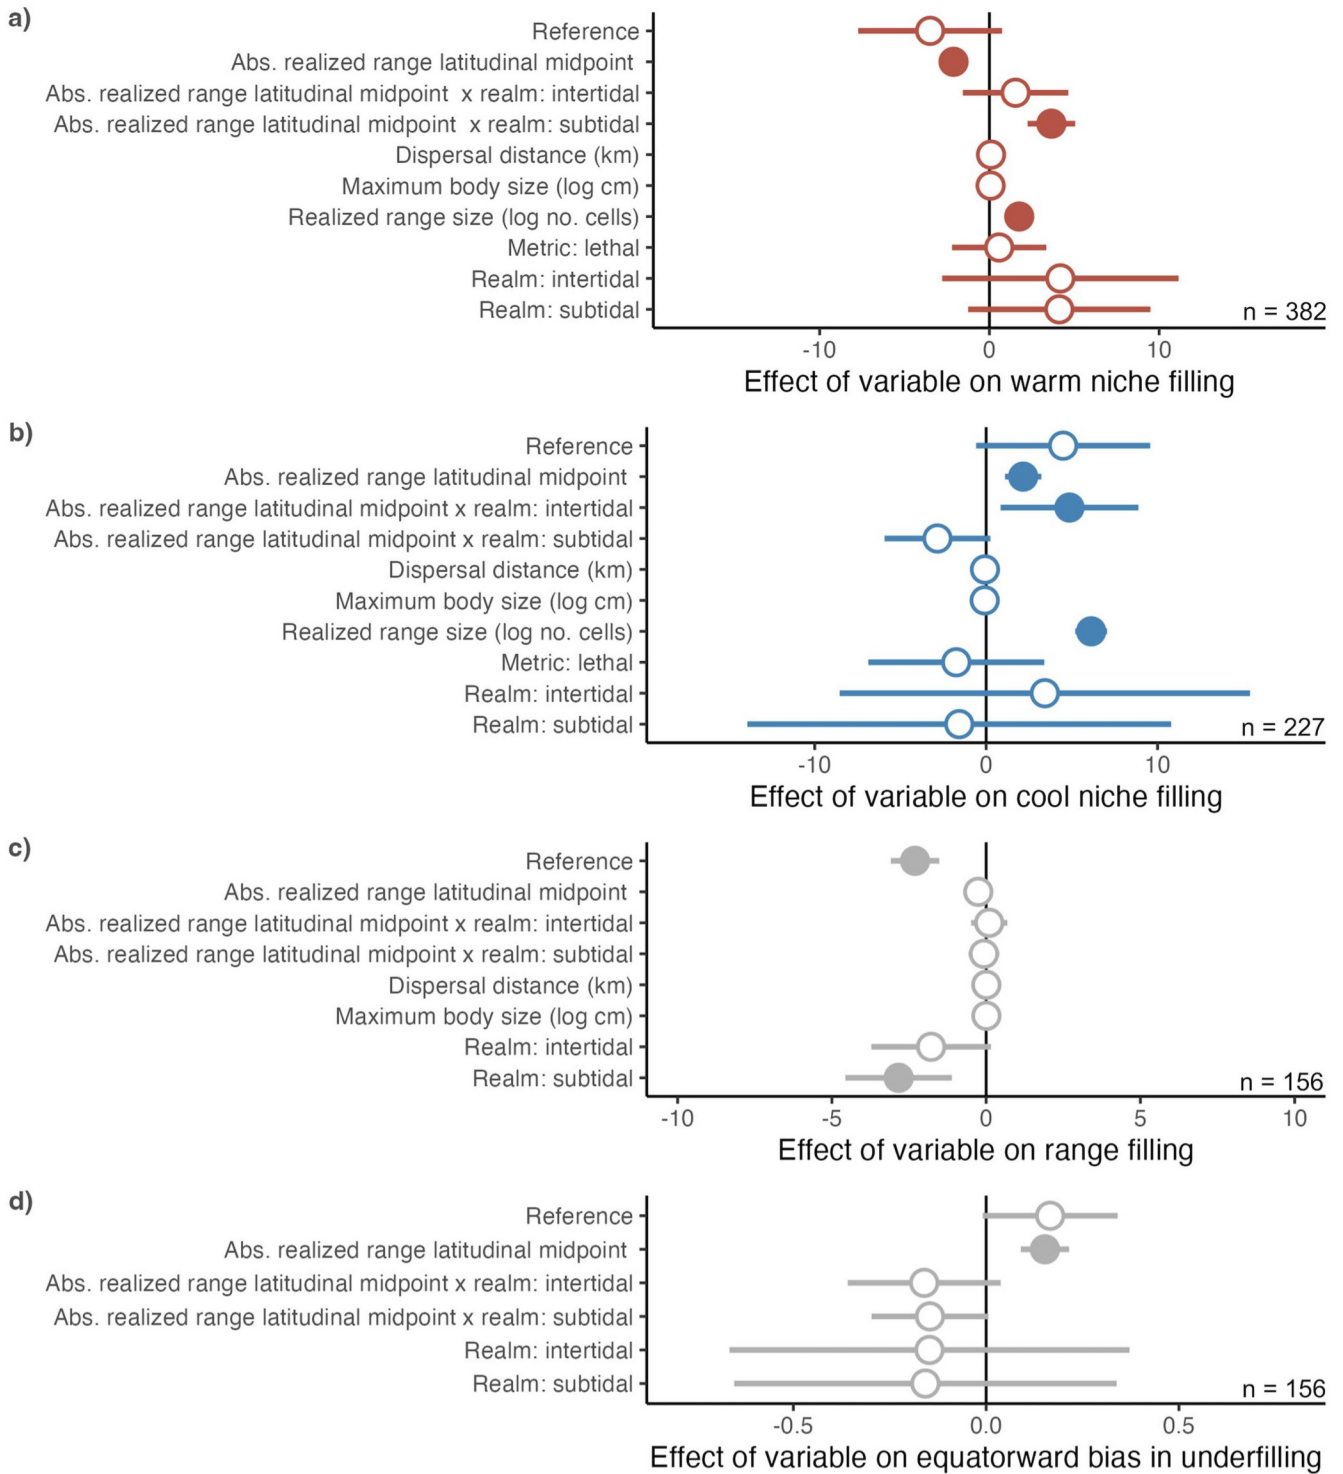 a)
Reference
Abs. realized range latitudinal midpoint
Abs. realized range latitudinal midpoint x realm: intertidal
Abs. realized range latitudinal midpoint x realm: subtidal
Dispersal distance (km)
Maximum body size (log cm)
Realized range size (log no. cells)
Metric: lethal
Realm: intertidal
Realm: subtidal
n = 382
-10 0 10
Effect of variable on warm niche filling
b)
Reference
Abs. realized range latitudinal midpoint
Abs. realized range latitudinal midpoint x realm: intertidal
Abs. realized range latitudinal midpoint x realm: subtidal
Dispersal distance (km)
Maximum body size (log cm)
Realized range size (log no. cells)
Metric: lethal
Realm: intertidal
Realm: subtidal
n = 227
-10 0 10
Effect of variable on cool niche filling
c)
Reference
Abs. realized range latitudinal midpoint
Abs. realized range latitudinal midpoint x realm: intertidal
Abs. realized range latitudinal midpoint x realm: subtidal
Dispersal distance (km)
Maximum body size (log cm)
Realm: intertidal
Realm: subtidal
n = 156
-10 -5 0 5 10
Effect of variable on range filling
d)
Reference
Abs. realized range latitudinal midpoint
Abs. realized range latitudinal midpoint x realm: intertidal
Abs. realized range latitudinal midpoint x realm: subtidal
Realm: intertidal
Realm: subtidal
n = 156
-0.5 0.0 0.5
Effect of variable on equatorward bias in underfilling